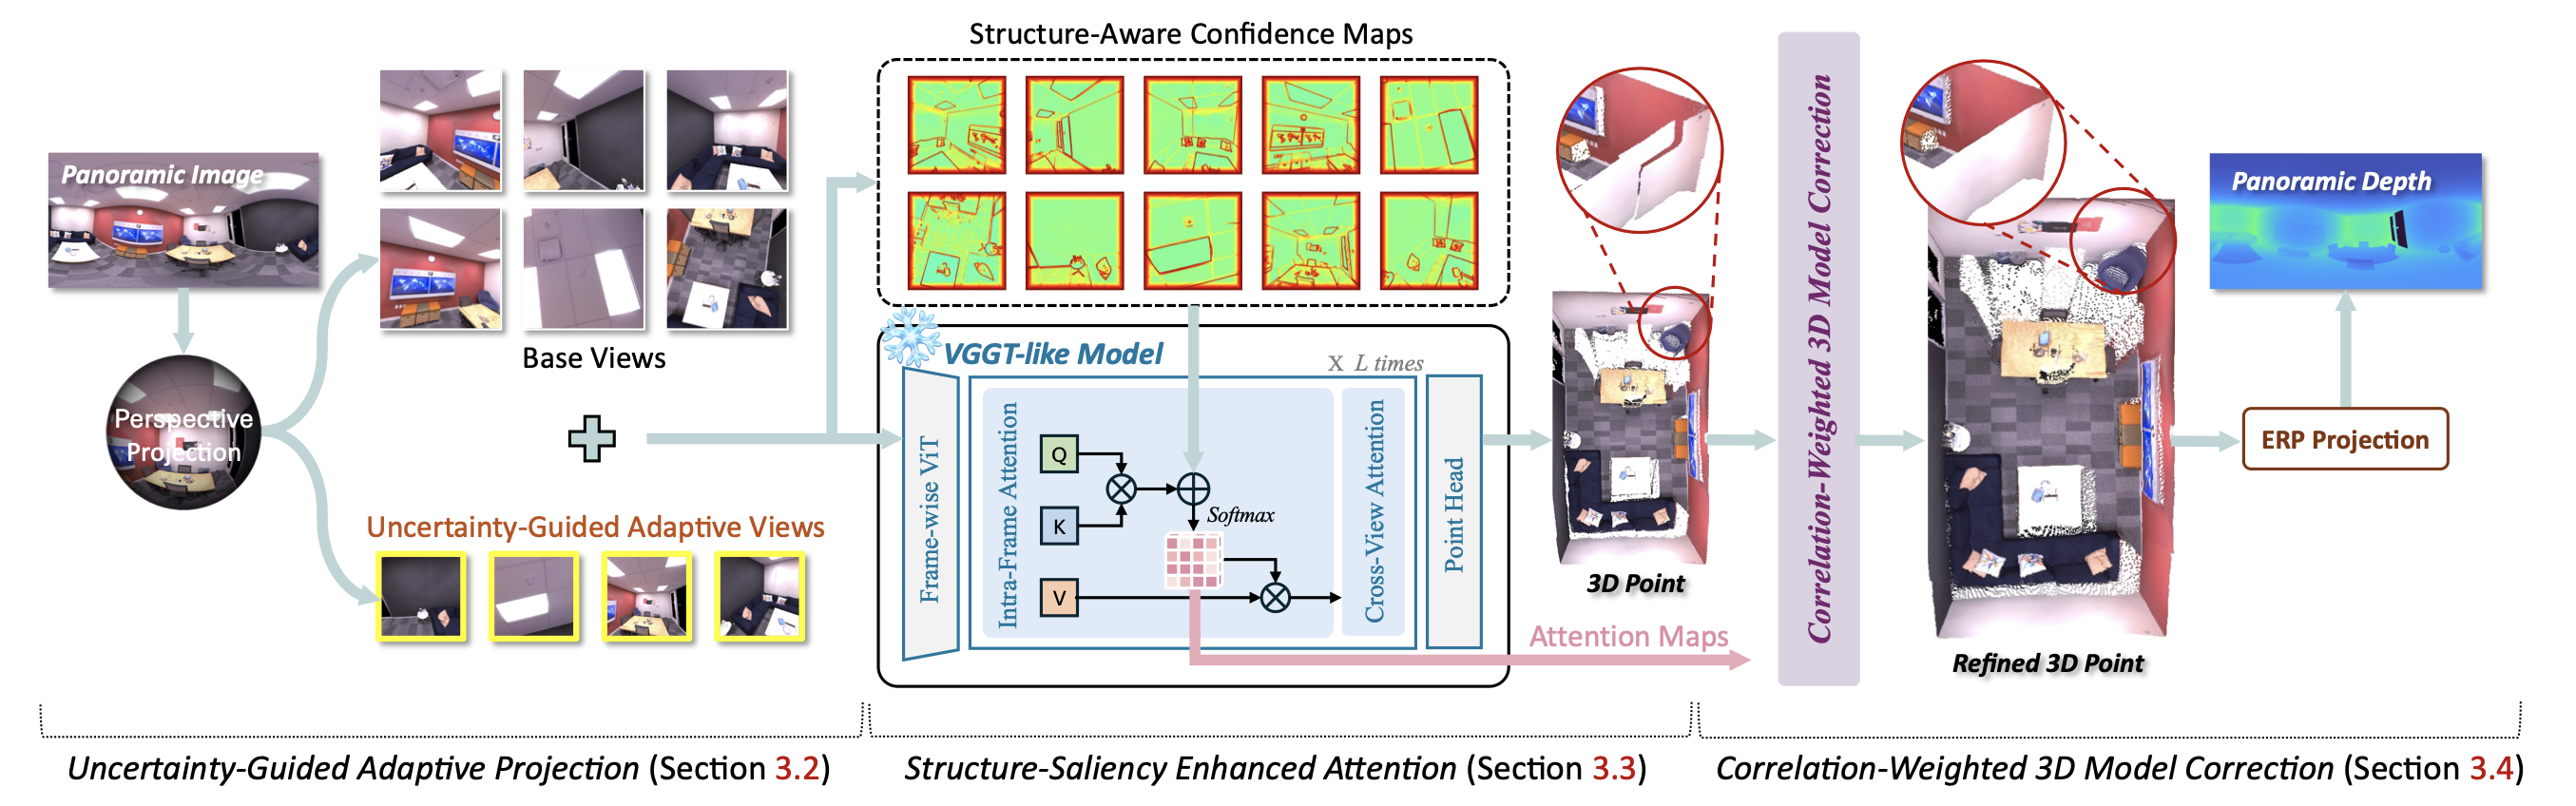 Structure-Aware Confidence Maps
Panoramic Image
Perspective
Projection
Base Views
Uncertainty-Guided Adaptive Views
VGGT-like Model
X L times
Frame-wise ViT
Intra-Frame Attention
Q
K
V
Softmax
Cross-View Attention
Point Head
3D Point
Attention Maps
Correlation-Weighted 3D Model Correction
Refined 3D Point
Panoramic Depth
ERP Projection
Uncertainty-Guided Adaptive Projection (Section 3.2)
Structure-Saliency Enhanced Attention (Section 3.3)
Correlation-Weighted 3D Model Correction (Section 3.4)